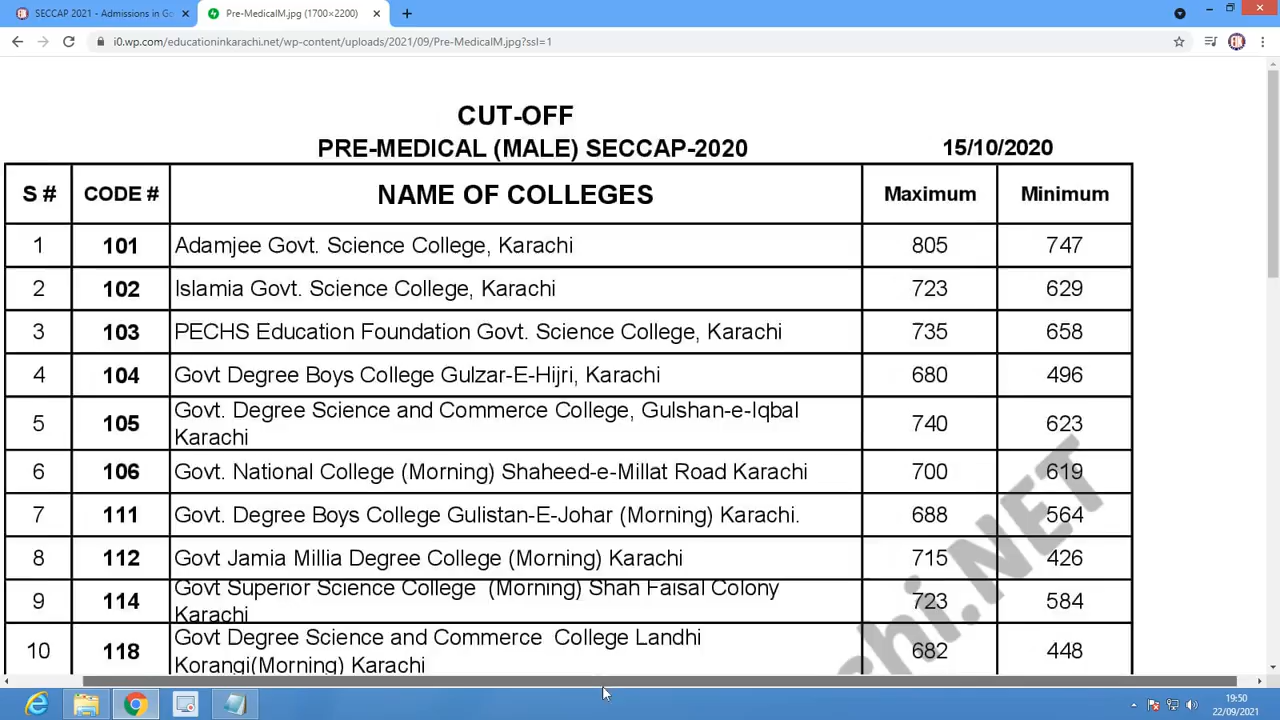 SECCAP 2021 - Admissions in Go
Pre-MedicalM.jpg (1700×2200)
i0.wp.com/educationinkarachi.net/wp-content/uploads/2021/09/Pre-MedicalM.jpg?ssl=1
CUT-OFF
PRE-MEDICAL (MALE) SECCAP-2020 15/10/2020
S # CODE # NAME OF COLLEGES Maximum Minimum
1 101 Adamjee Govt. Science College, Karachi 805 747
2 102 Islamia Govt. Science College, Karachi 723 629
3 103 PECHS Education Foundation Govt. Science College, Karachi 735 658
4 104 Govt Degree Boys College Gulzar-E-Hijri, Karachi 680 496
5 105 Govt. Degree Science and Commerce College, Gulshan-e-Iqbal 740 623
Karachi
6 106 Govt. National College (Morning) Shaheed-e-Millat Road Karachi 700 619
7 111 Govt. Degree Boys College Gulistan-E-Johar (Morning) Karachi. 688 564
8 112 Govt Jamia Millia Degree College (Morning) Karachi 715 426
9 114 Govt Superior Science College (Morning) Shah Faisal Colony 723 584
Karachi
10 118 Govt Degree Science and Commerce College Landhi 682 448
Korangi(Morning) Karachi
chi.NET
19:50
22/09/2021